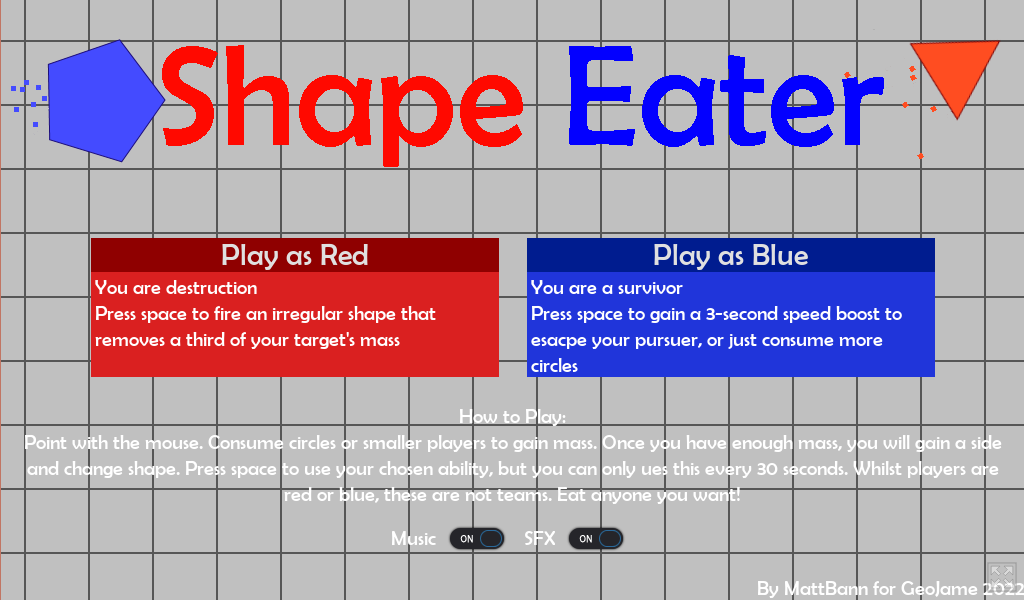 Shape Eater
Play as Red
You are destruction
Press space to fire an irregular shape that
removes a third of your target's mass
Play as Blue
You are a survivor
Press space to gain a 3-second speed boost to
esacpe your pursuer, or just consume more
circles
How to Play:
Point with the mouse. Consume circles or smaller players to gain mass. Once you have enough mass, you will gain a side
and change shape. Press space to use your chosen ability, but you can only ues this every 30 seconds. Whilst players are
red or blue, these are not teams. Eat anyone you want!
Music ON SFX ON
By MattBann for GeoJame 2022